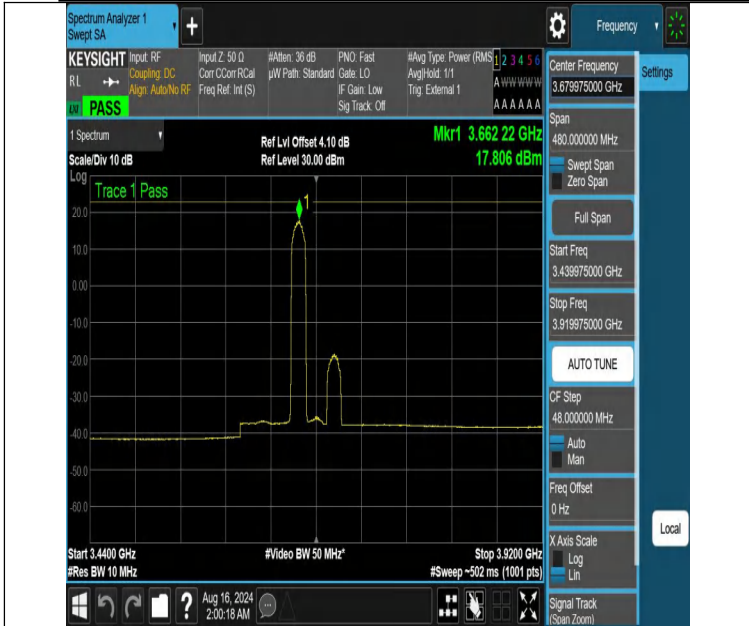 Spectrum Analyzer 1
Swept SA
+
Frequency
KEYSIGHT
RL
LXI
PASS
Input: RF
Coupling: DC
Align: Auto/No RF
Input Z: 50 Ω
Corr CCorr RCal
Freq Ref: Int (S)
#Atten: 36 dB
µW Path: Standard
PNO: Fast
Gate: LO
IF Gain: Low
Sig Track: Off
#Avg Type: Power (RMS
Avg|Hold: 1/1
Trig: External 1
1 2 3 4 5 6
A W W W W W
A A A A A A
1 Spectrum
Scale/Div 10 dB
Ref Lvl Offset 4.10 dB
Ref Level 30.00 dBm
Mkr1 3.662 22 GHz
17.806 dBm
Log
Trace 1 Pass
1
20.0
10.0
0.00
-10.0
-20.0
-30.0
-40.0
-50.0
-60.0
Start 3.4400 GHz
#Res BW 10 MHz
#Video BW 50 MHz*
Stop 3.9200 GHz
#Sweep ~502 ms (1001 pts)
?
Aug 16, 2024
2:00:18 AM
Center Frequency
3.679975000 GHz
Settings
Span
480.000000 MHz
Swept Span
Zero Span
Full Span
Start Freq
3.439975000 GHz
Stop Freq
3.919975000 GHz
AUTO TUNE
CF Step
48.000000 MHz
Auto
Man
Freq Offset
0 Hz
X Axis Scale
Log
Lin
Signal Track
(Span Zoom)
Local